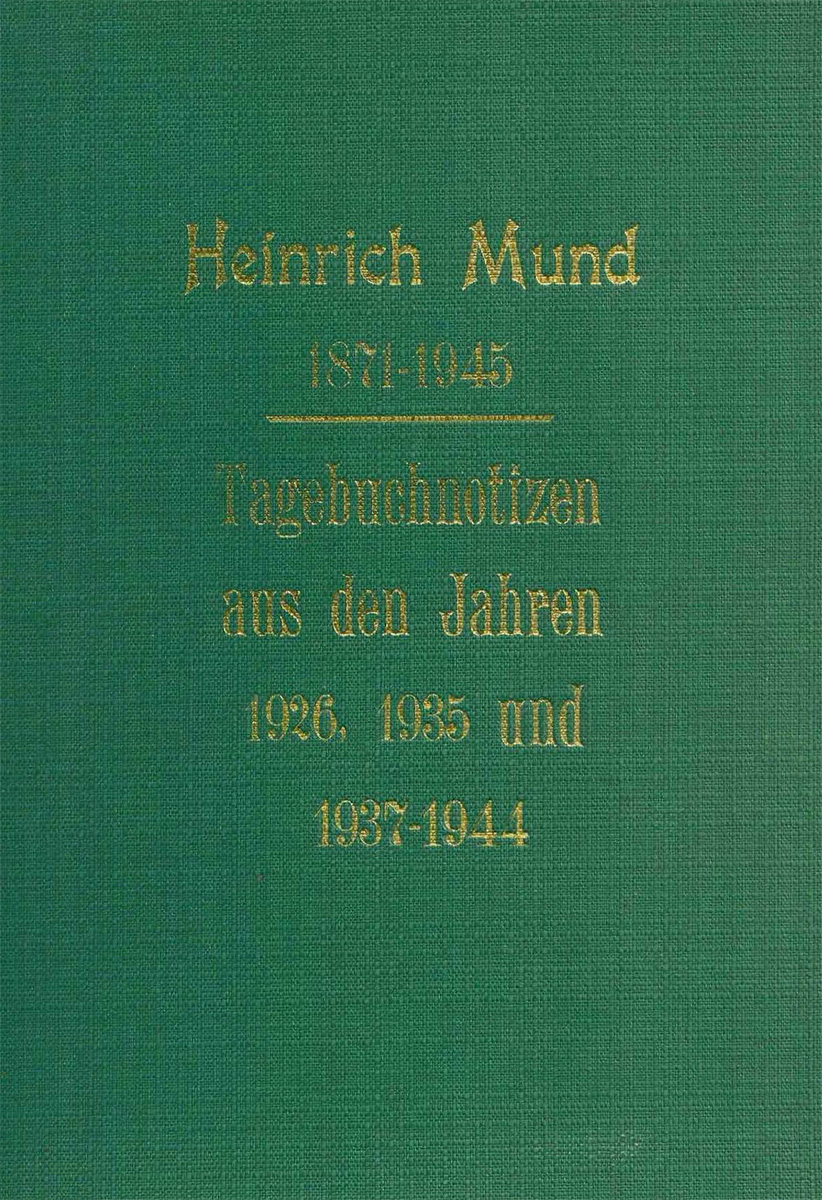 Heinrich Mund
1871-1945
Tagebuchnotizen
aus den Jahren
1926, 1935 und
1937-1944